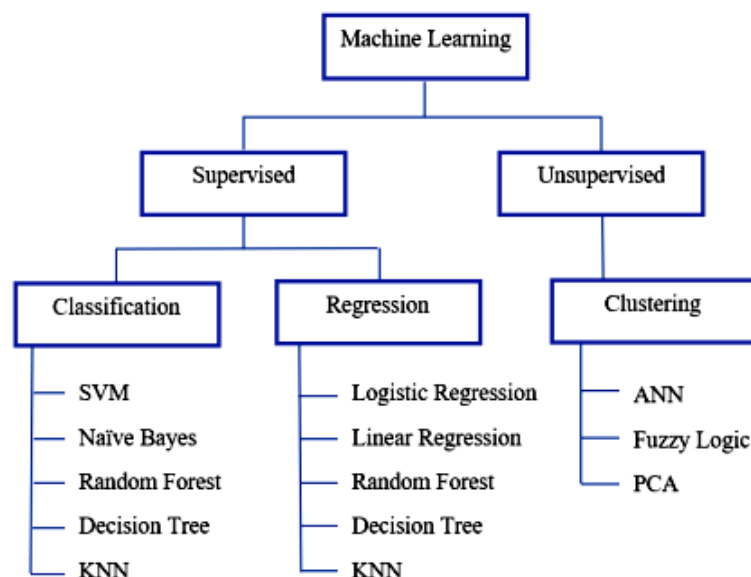 Machine Learning
Supervised
Unsupervised
Classification
Regression
Clustering
SVM
Naïve Bayes
Random Forest
Decision Tree
KNN
Logistic Regression
Linear Regression
Random Forest
Decision Tree
KNN
ANN
Fuzzy Logic
PCA